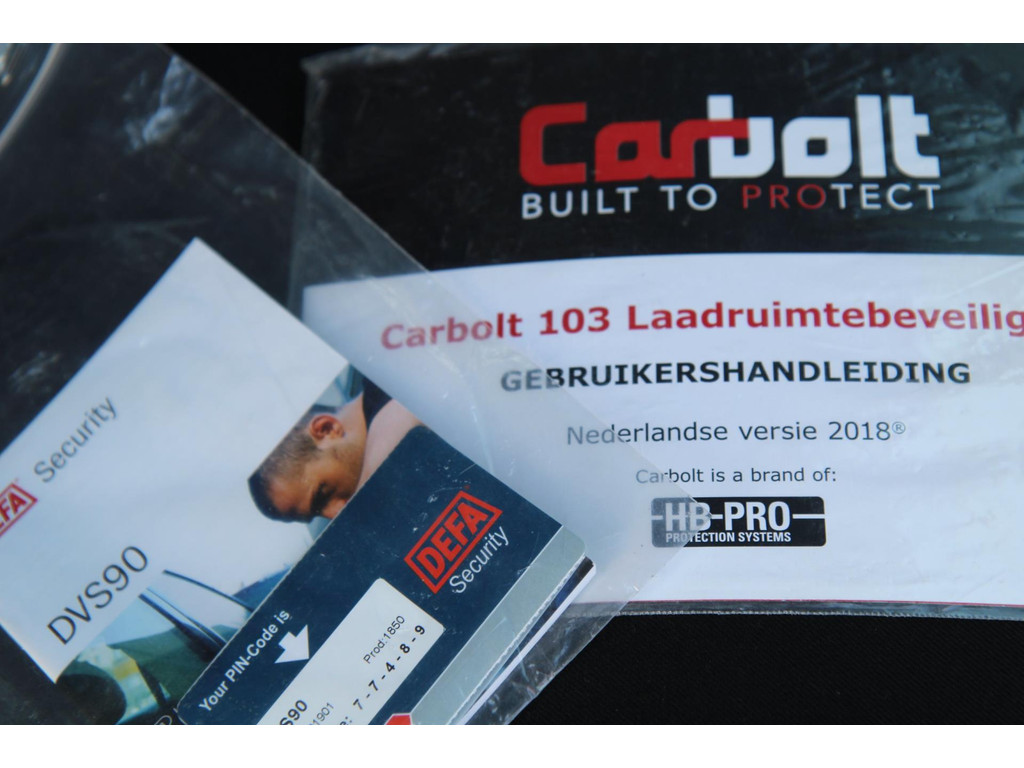 Carbolt
BUILT TO PROTECT
Carbolt 103 Laadruimtebeveilig
GEBRUIKERSHANDLEIDING
Nederlandse versie 2018®
Carbolt is a brand of:
HB-PRO
PROTECTION SYSTEMS
DEFA Security
DVS90
DEFA
Security
Your PIN-Code is
Prod:1850
7-7-4-8-9